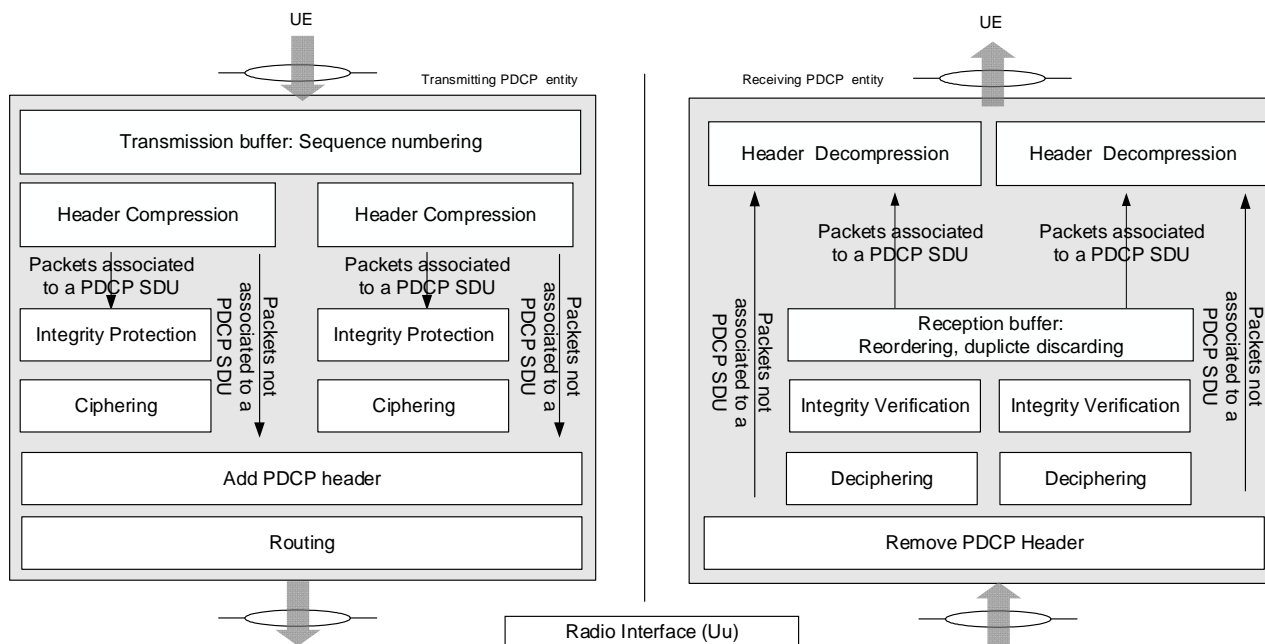 UE
Transmitting PDCP entity
Transmission buffer: Sequence numbering
Header Compression
Header Compression
Packets associated
to a PDCP SDU
Packets not
associated to a
PDCP SDU
Packets associated
to a PDCP SDU
Packets not
associated to a
PDCP SDU
Integrity Protection
Integrity Protection
Ciphering
Ciphering
Add PDCP header
Routing
UE
Receiving PDCP entity
Header Decompression
Header Decompression
Packets associated
to a PDCP SDU
Packets associated
to a PDCP SDU
Packets not
associated to a
PDCP SDU
Packets not
associated to a
PDCP SDU
Reception buffer:
Reordering, duplicte discarding
Integrity Verification
Integrity Verification
Deciphering
Deciphering
Remove PDCP Header
Radio Interface (Uu)